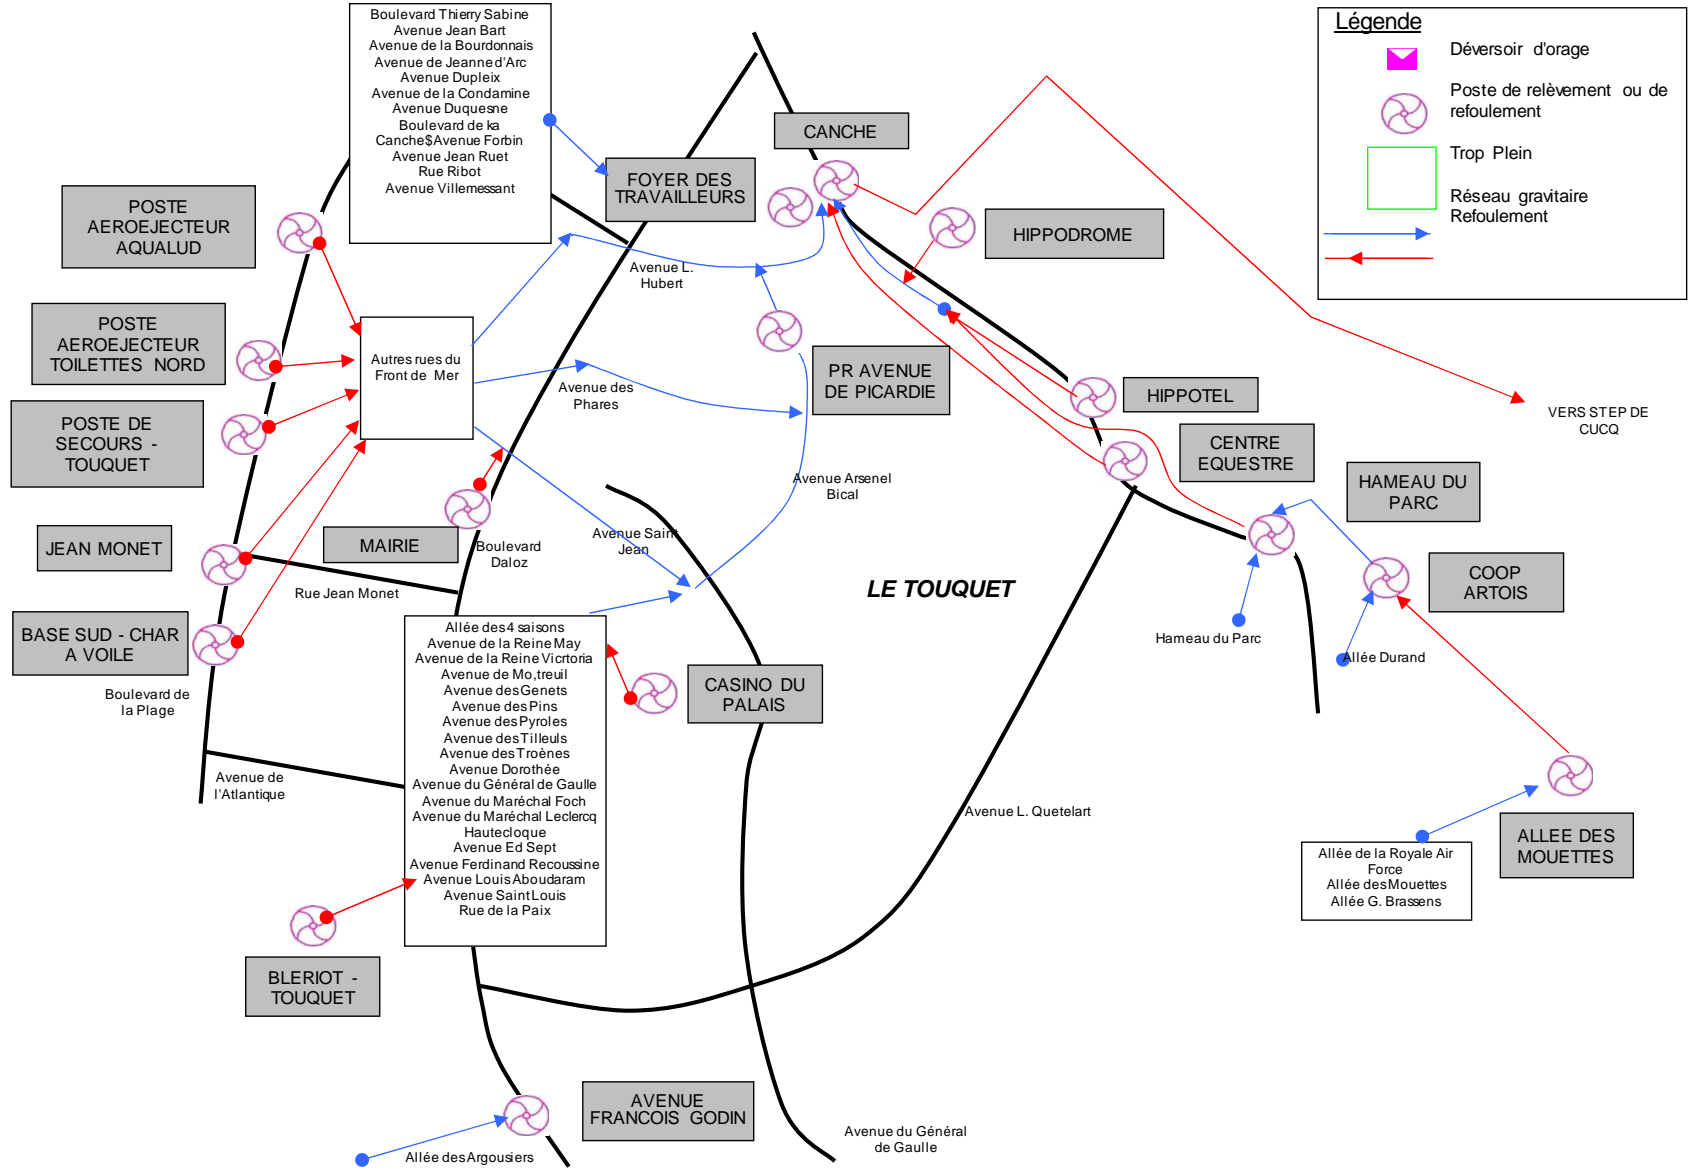 Boulevard Thierry Sabine
Avenue Jean Bart
Avenue de la Bourdonnais
Avenue de Jeanne d'Arc
Avenue Dupleix
Avenue de la Condamine
Avenue Duquesne
Boulevard de ka
Canche$Avenue Forbin
Avenue Jean Ruet
Rue Ribot
Avenue Villemessant
Légende
Déversoir d'orage
Poste de relèvement ou de
refoulement
Trop Plein
Réseau gravitaire
Refoulement
CANCHE
FOYER DES
TRAVAILLEURS
POSTE
AEROEJECTEUR
AQUALUD
HIPPODROME
Avenue L.
Hubert
POSTE
AEROEJECTEUR
TOILETTES NORD
Autres rues du
Front de Mer
PR AVENUE
DE PICARDIE
Avenue des
Phares
HIPPOTEL
VERS STEP DE
CUCQ
POSTE DE
SECOURS -
TOUQUET
CENTRE
EQUESTRE
HAMEAU DU
PARC
Avenue Arsenel
Bical
JEAN MONET
MAIRIE
Boulevard
Daloz
Avenue Saint
Jean
LE TOUQUET
COOP
ARTOIS
Rue Jean Monet
BASE SUD - CHAR
A VOILE
Hameau du Parc
Allée Durand
Boulevard de
la Plage
Allée des 4 saisons
Avenue de la Reine May
Avenue de la Reine Vicrtoria
Avenue de Mo,treuil
Avenue des Genets
Avenue des Pins
Avenue des Pyroles
Avenue des Tilleuls
Avenue des Troènes
Avenue Dorothée
Avenue du Général de Gaulle
Avenue du Maréchal Foch
Avenue du Maréchal Leclercq
Hautecloque
Avenue Ed Sept
Avenue Ferdinand Recoussine
Avenue Louis Aboudaram
Avenue Saint Louis
Rue de la Paix
CASINO DU
PALAIS
Avenue de
l'Atlantique
Avenue L. Quetelart
ALLEE DES
MOUETTES
Allée de la Royale Air
Force
Allée des Mouettes
Allée G. Brassens
BLERIOT -
TOUQUET
AVENUE
FRANCOIS GODIN
Allée des Argousiers
Avenue du Général
de Gaulle